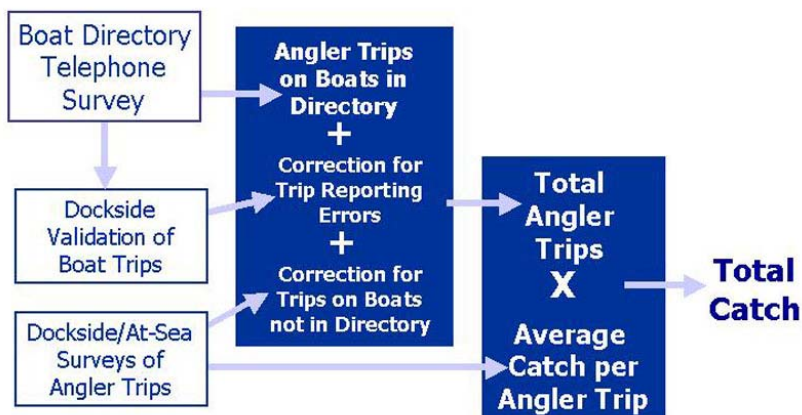 Boat Directory
Telephone
Survey
Dockside
Validation of
Boat Trips
Dockside/At-Sea
Surveys of
Angler Trips
Angler Trips
on Boats in
Directory
+
Correction for
Trip Reporting
Errors
+
Correction for
Trips on Boats
not in Directory
Total
Angler
Trips
X
Average
Catch per
Angler Trip
Total
Catch